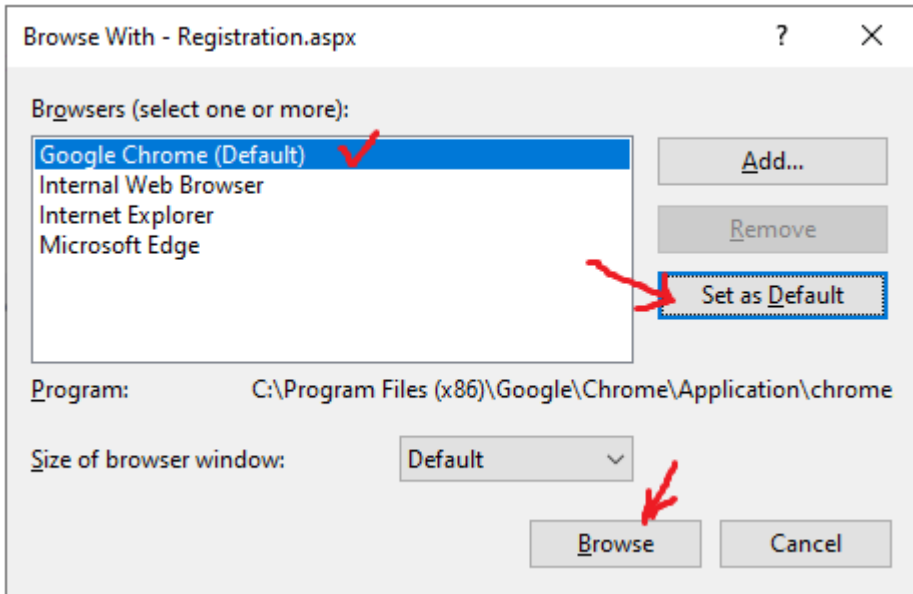 Browse With - Registration.aspx ? X
Browsers (select one or more):
Google Chrome (Default)
Internal Web Browser
Internet Explorer
Microsoft Edge
Add...
Remove
Set as Default
Program: C:\Program Files (x86)\Google\Chrome\Application\chrome
Size of browser window: Default
Browse Cancel